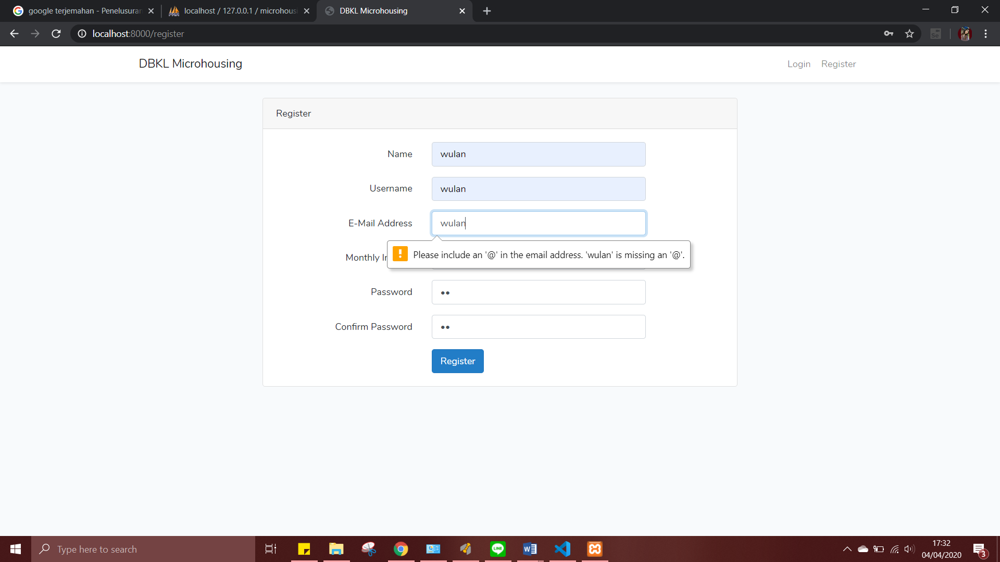 google terjemahan - Penelusuran
localhost / 127.0.0.1 / microhousi
DBKL Microhousing
localhost:8000/register
DBKL Microhousing
Login
Register
Register
Name
wulan
Username
wulan
E-Mail Address
wulan
Please include an '@' in the email address. 'wulan' is missing an '@'.
Monthly In
Password
Confirm Password
Register
Type here to search
17:32
04/04/2020
3